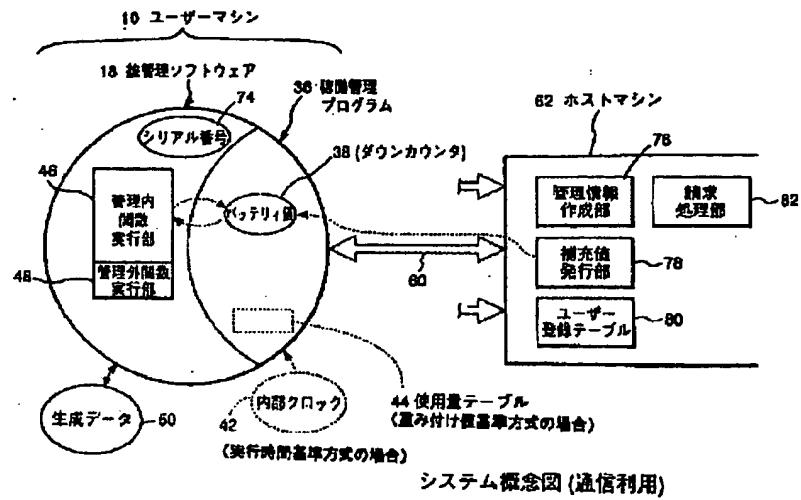 10 ユーザーマシン
18 被管理ソフトウェア
74
シリアル番号
36 稼働管理
プログラム
38 (ダウンカウンタ)
バッテリィ値
46
管理内
関数
実行部
48
管理外関数
実行部
生成データ
50
42
内部クロック
(実行時間基準方式の場合)
44 使用量テーブル
(重み付け値基準方式の場合)
60
62 ホストマシン
76
管理情報
作成部
請求
処理部
82
補充値
発行部
78
ユーザー
登録テーブル
80
システム概念図 (通信利用)